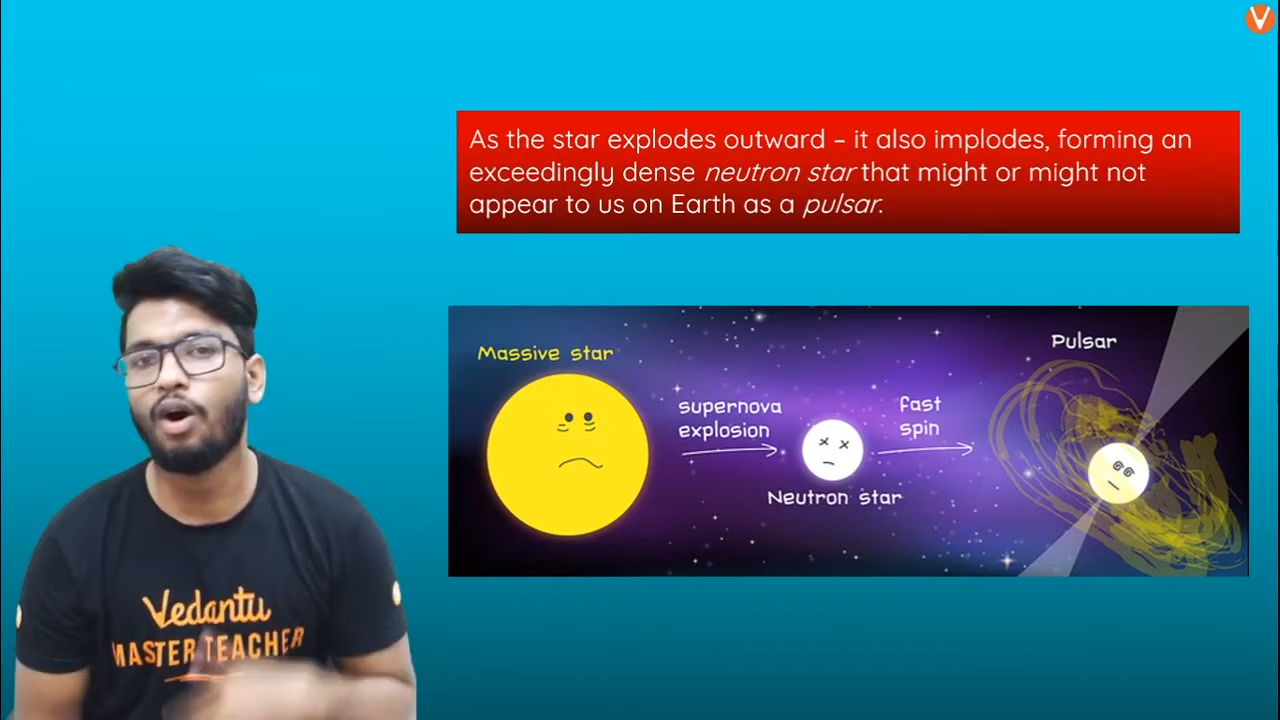 As the star explodes outward – it also implodes, forming an
exceedingly dense neutron star that might or might not
appear to us on Earth as a pulsar.
Massive star
supernova
explosion
Neutron star
fast
spin
Pulsar
Vedantu
MASTER TEACHER